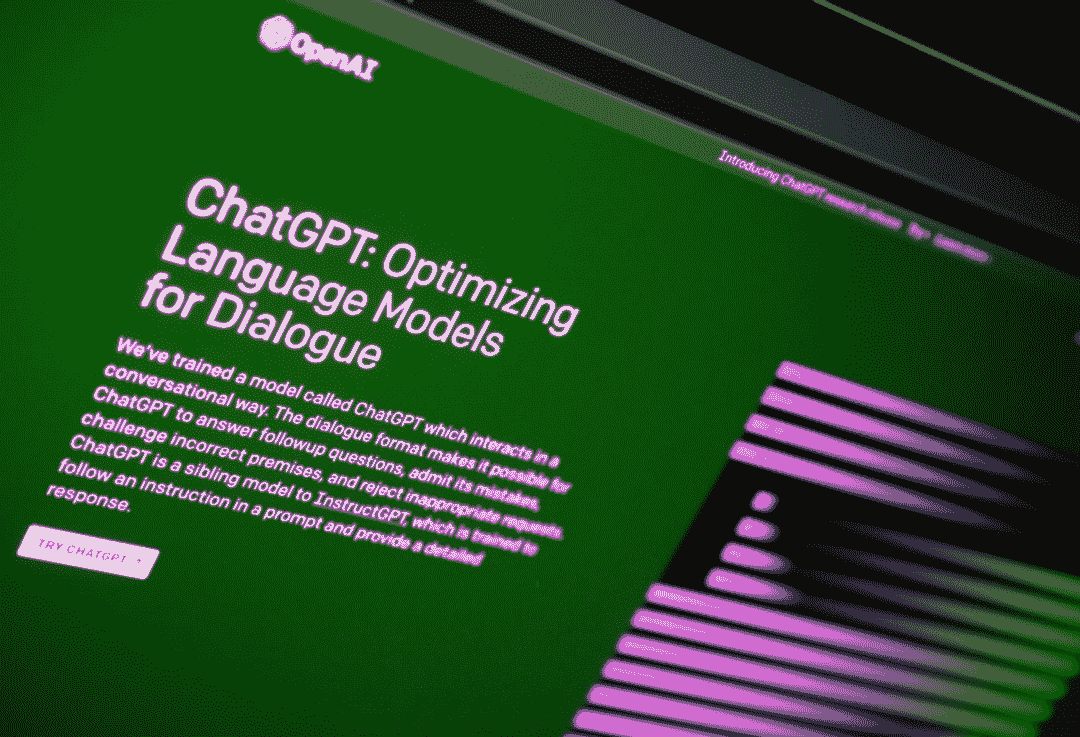 OpenAI
Introducing ChatGPT research release
ChatGPT: Optimizing
Language Models
for Dialogue
We've trained a model called ChatGPT which interacts in a
conversational way. The dialogue format makes it possible for
ChatGPT to answer followup questions, admit its mistakes,
challenge incorrect premises, and reject inappropriate requests.
ChatGPT is a sibling model to InstructGPT, which is trained to
follow an instruction in a prompt and provide a detailed
response.
TRY CHATGPT